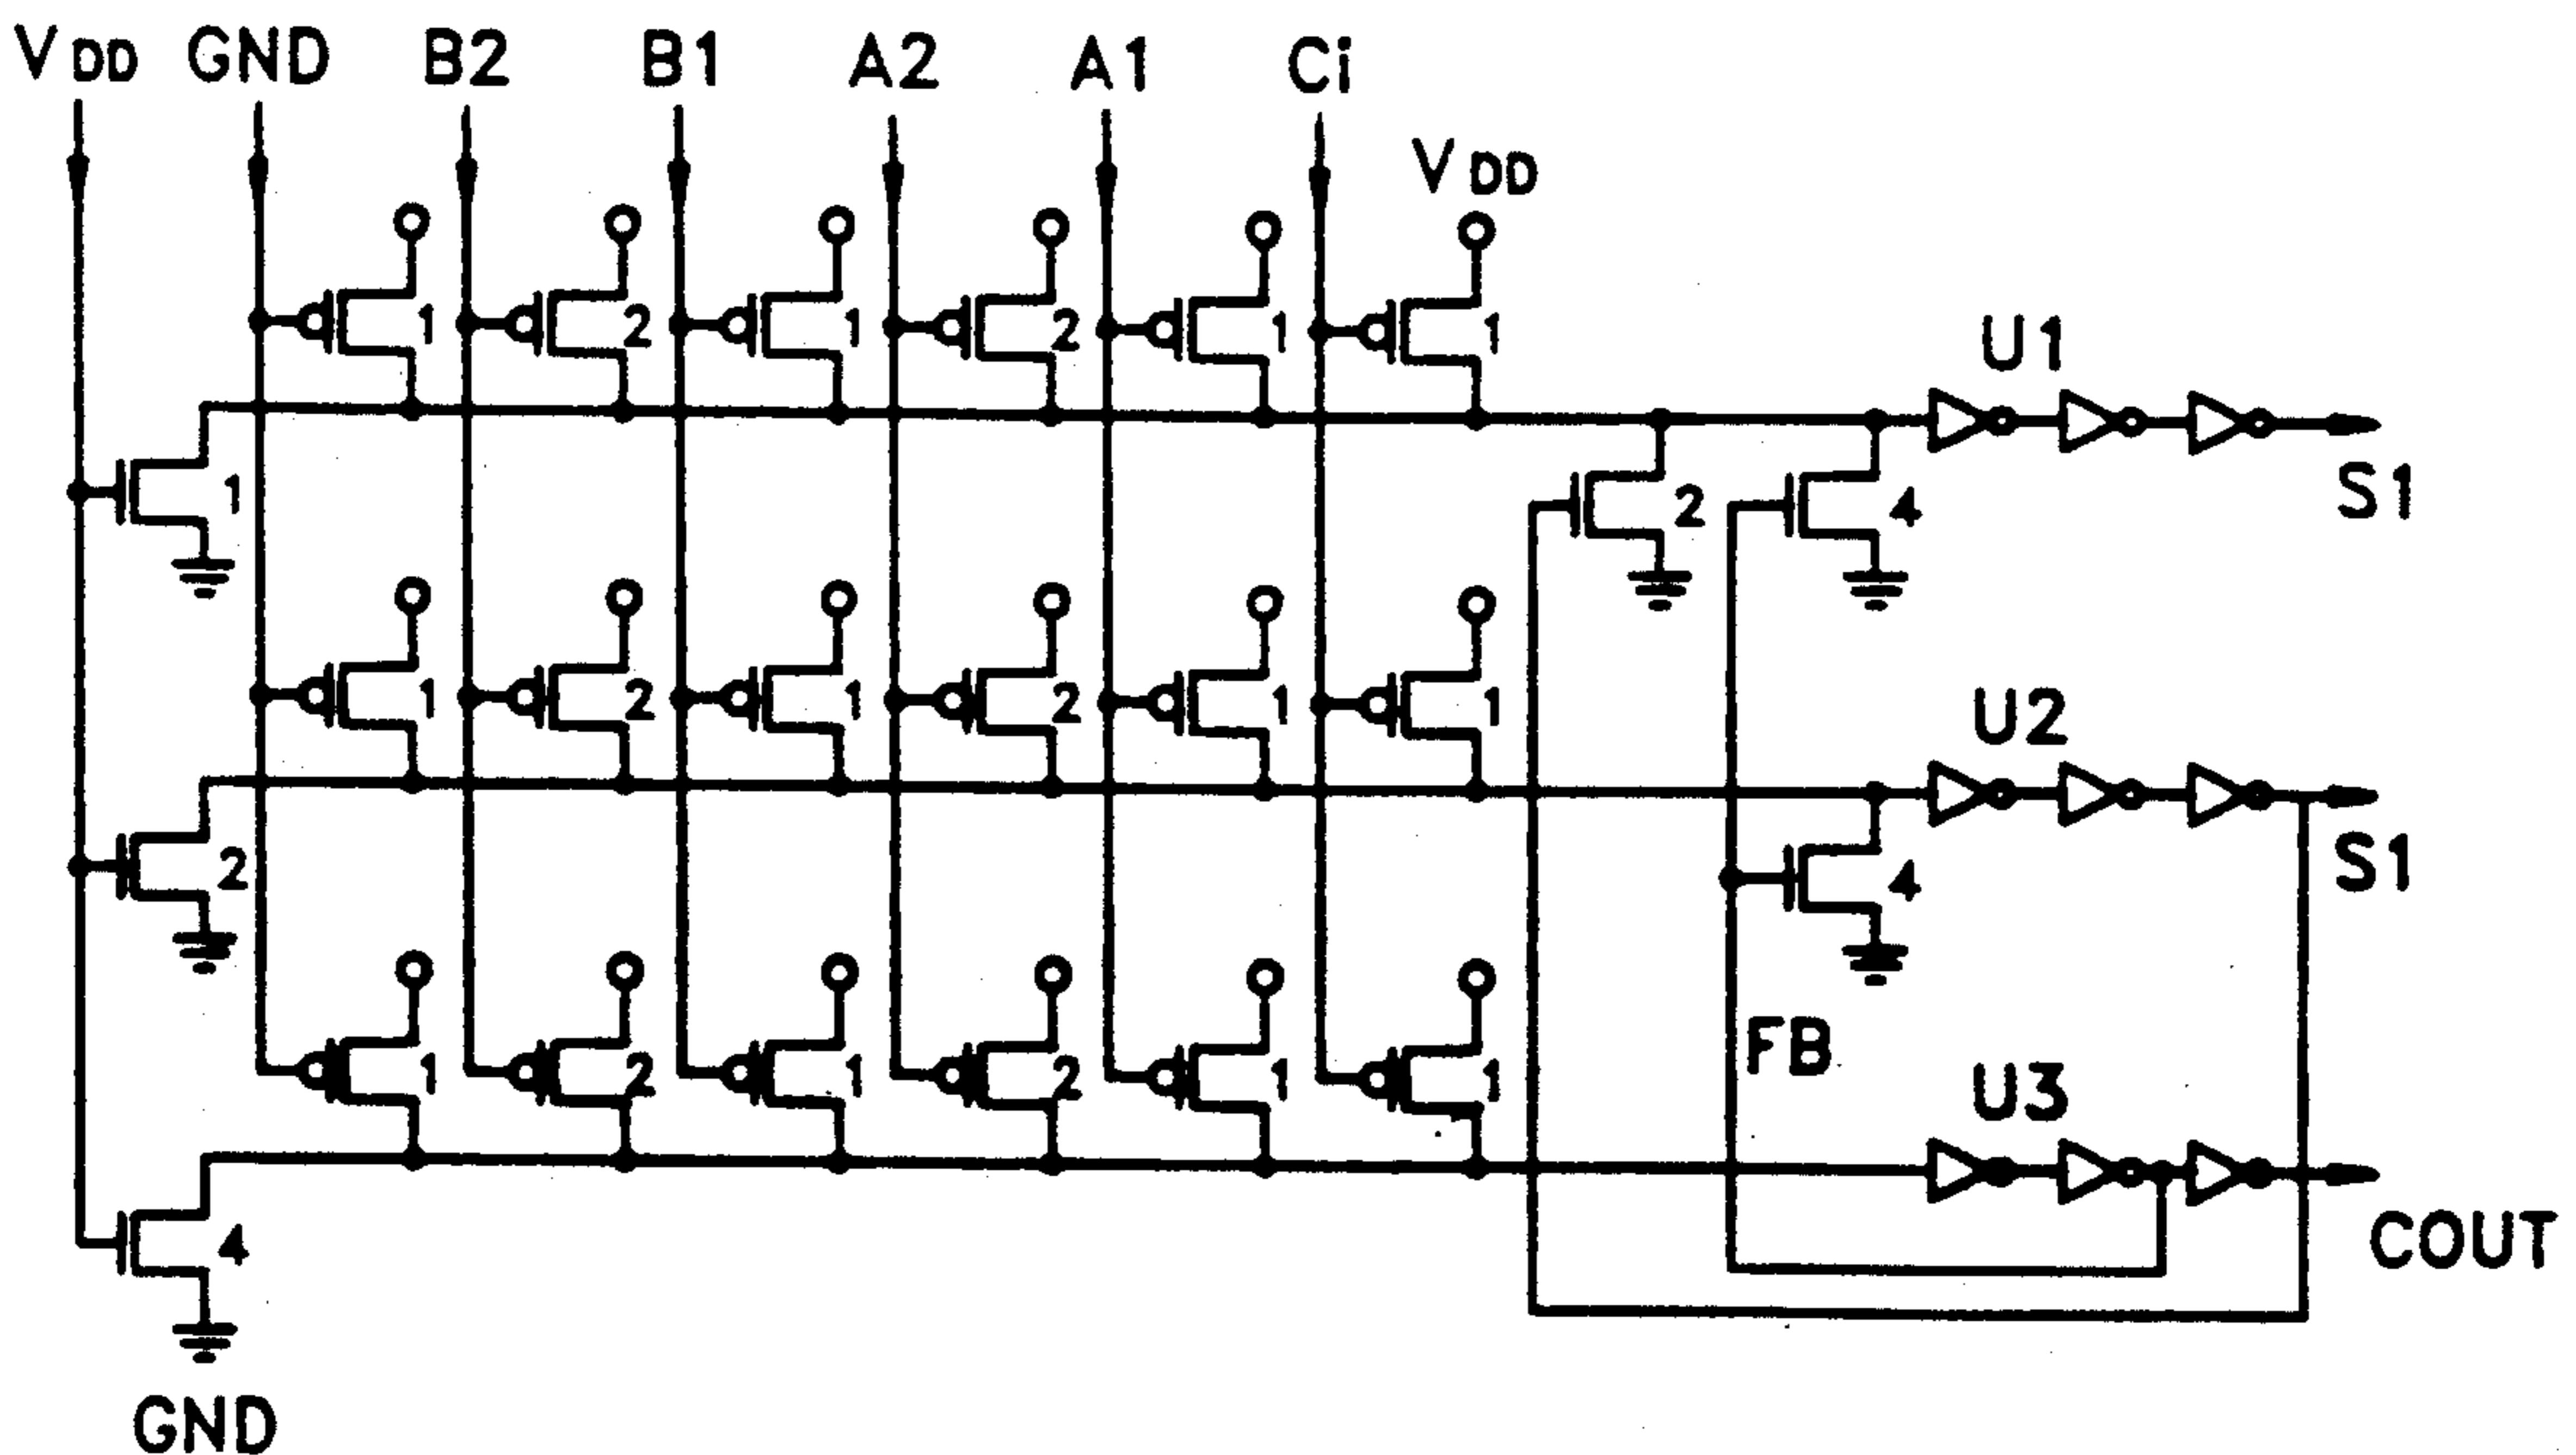 VDD GND B2 B1 A2 A1 Ci
VDD
1 2 1 2 1 1
U1
S1
1
2 4
1 2 1 2 1 1
U2
S1
2
4
FB
1 2 1 2 1 1
U3
COUT
4
GND